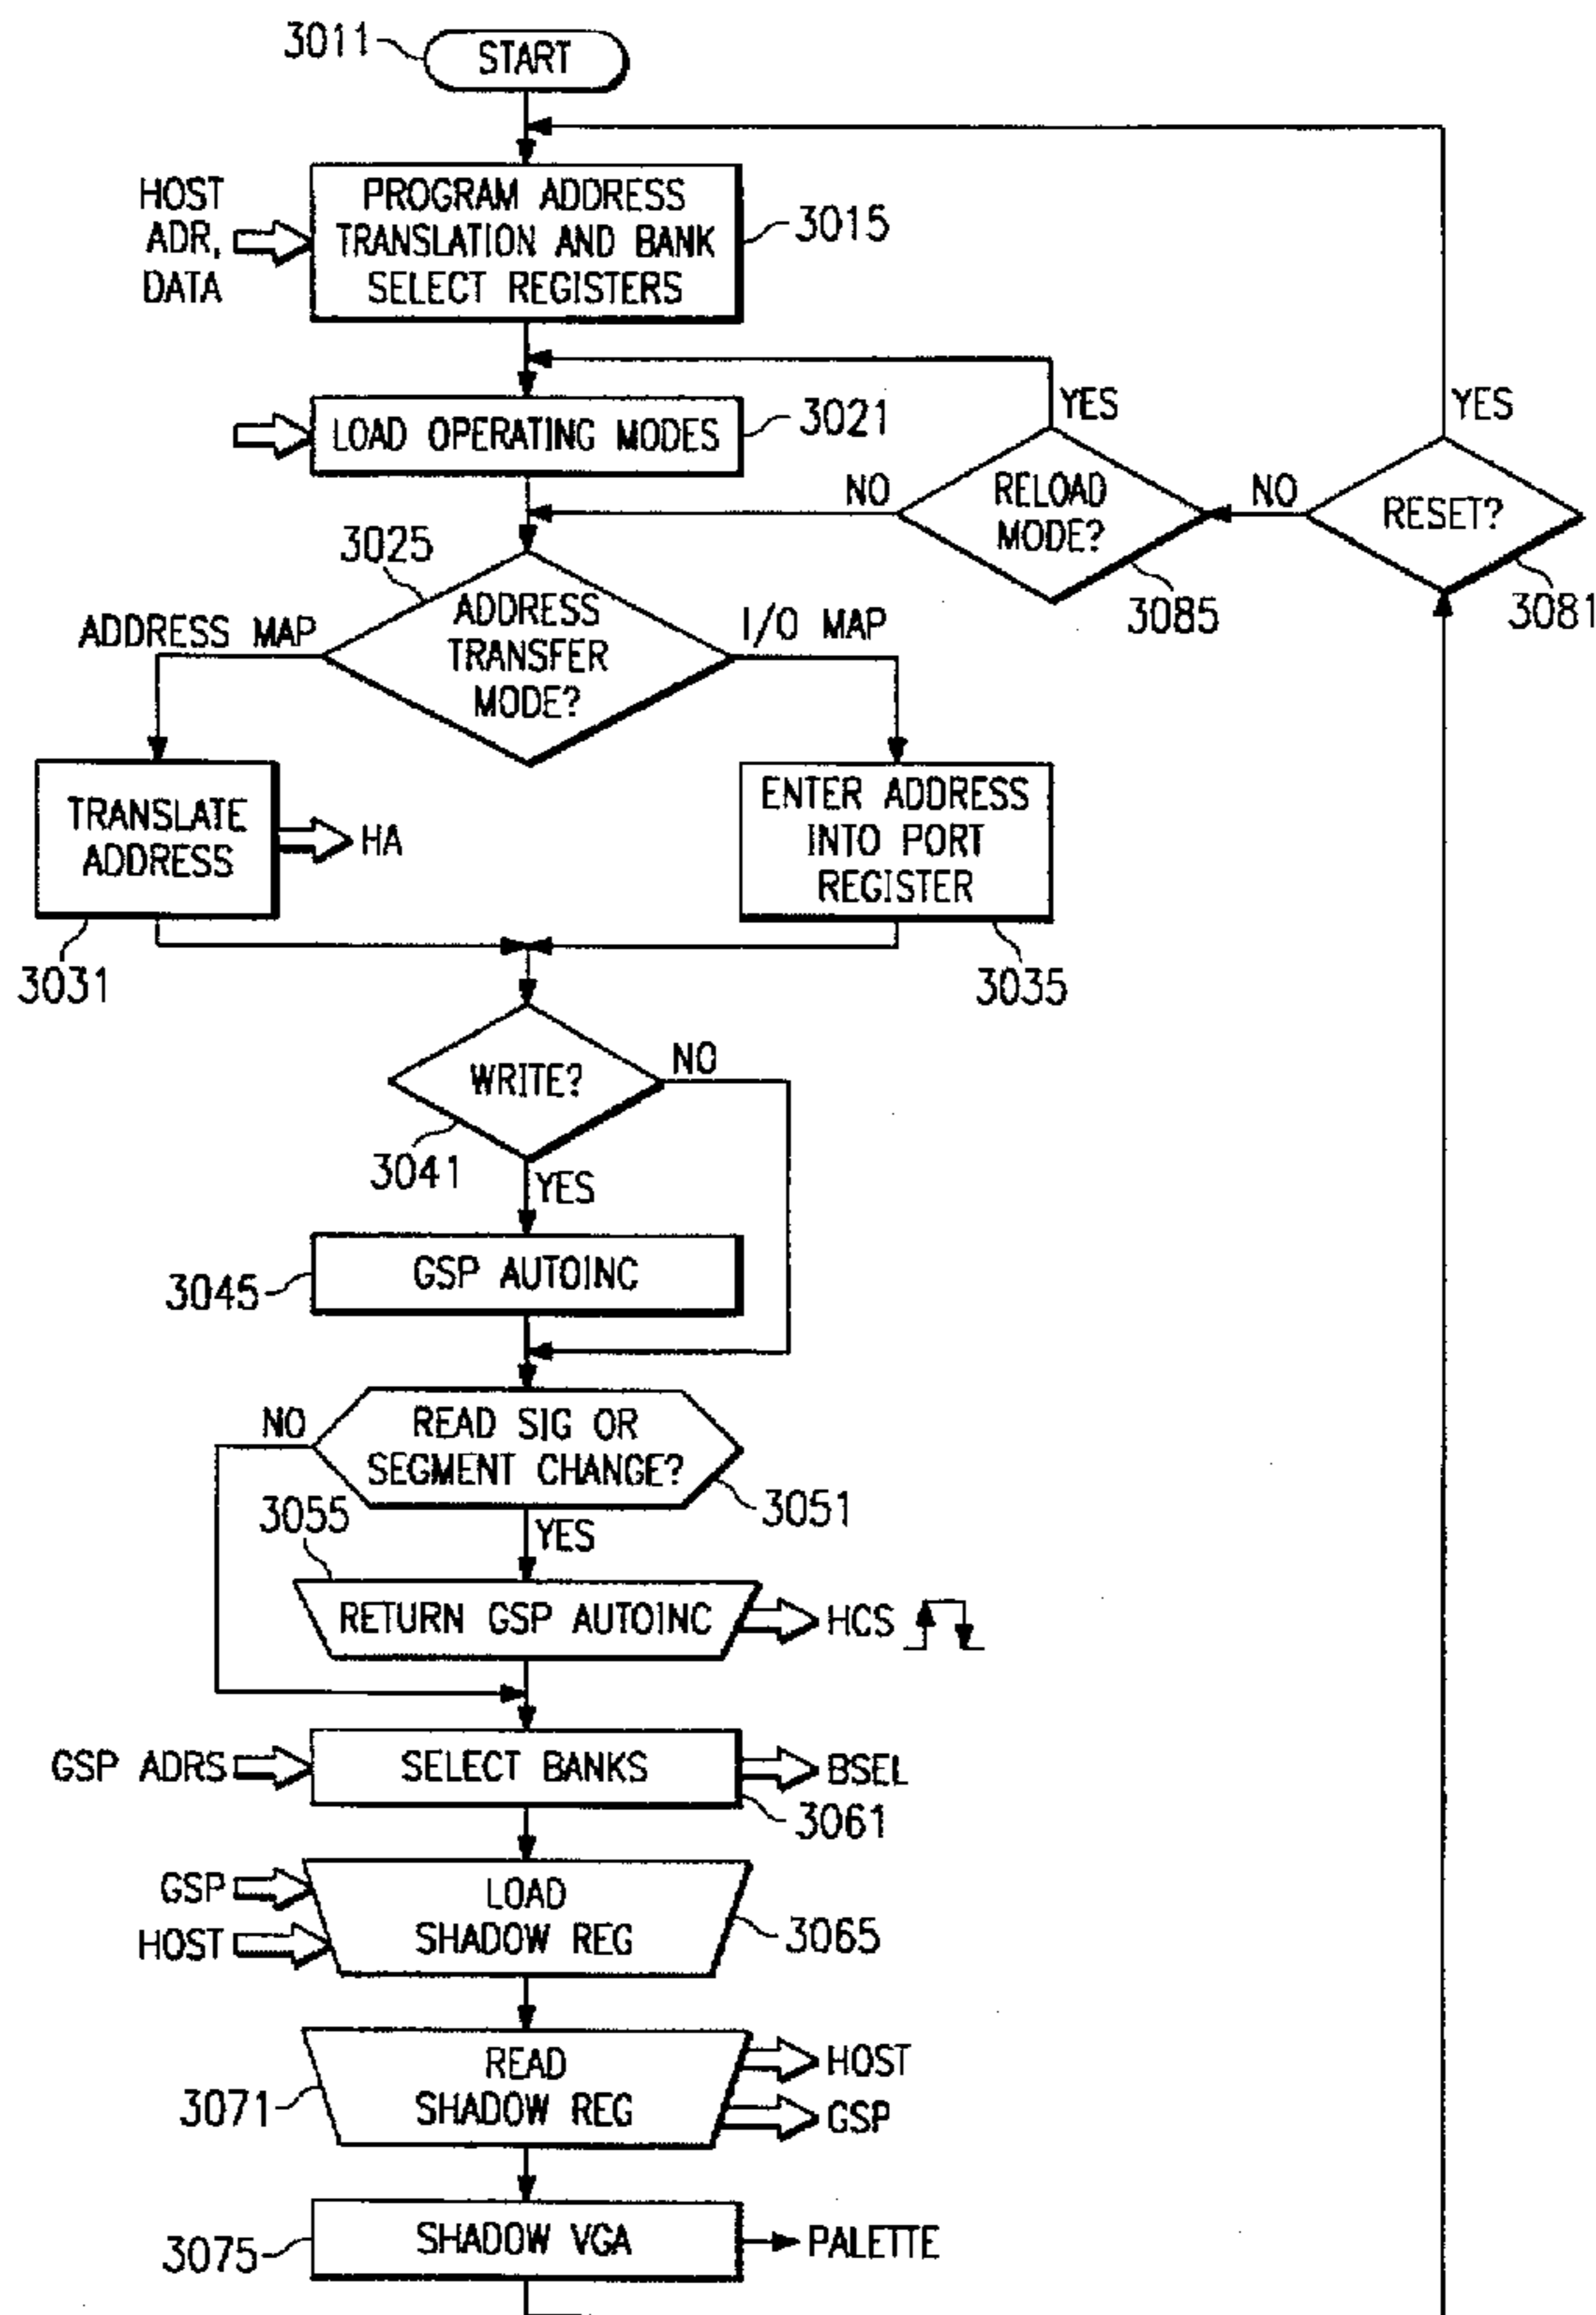 3011
START
HOST
ADR,
DATA
PROGRAM ADDRESS
TRANSLATION AND BANK
SELECT REGISTERS
3015
LOAD OPERATING MODES
3021
YES
YES
NO
RELOAD
MODE?
NO
RESET?
3085
3081
3025
ADDRESS MAP
ADDRESS
TRANSFER
MODE?
I/O MAP
TRANSLATE
ADDRESS
HA
3031
ENTER ADDRESS
INTO PORT
REGISTER
3035
WRITE?
NO
3041
YES
3045
GSP AUTOINC
NO
READ SIG OR
SEGMENT CHANGE?
3051
3055
YES
RETURN GSP AUTOINC
HCS
GSP ADRS
SELECT BANKS
BSEL
3061
GSP
HOST
LOAD
SHADOW REG
3065
READ
SHADOW REG
HOST
GSP
3071
3075
SHADOW VGA
PALETTE